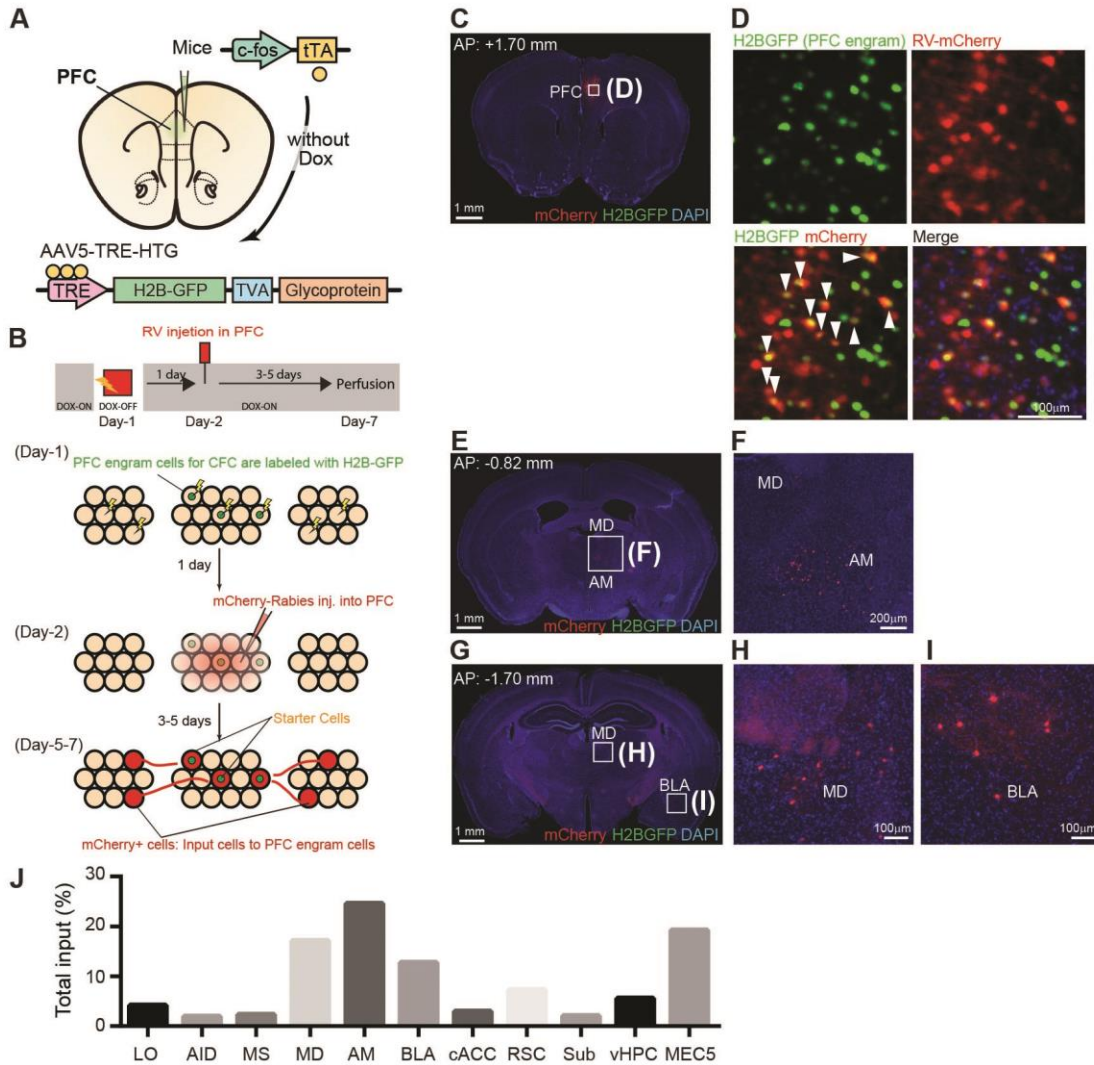 A
Mice
c-fos
tTA
PFC
without
Dox
AAV5-TRE-HTG
TRE
H2B-GFP
TVA
Glycoprotein
B
RV injetion in PFC
1 day
3-5 days
Perfusion
DOX-ON
DOX-OFF
DOX-ON
Day-1
Day-2
Day-7
(Day-1)
PFC engram cells for CFC are labeled with H2B-GFP
1 day
mCherry-Rabies inj. into PFC
(Day-2)
3-5 days
Starter Cells
(Day-5-7)
mCherry+ cells: Input cells to PFC engram cells
C
AP: +1.70 mm
PFC
(D)
1 mm
mCherry H2BGFP DAPI
D
H2BGFP (PFC engram)
RV-mCherry
H2BGFP mCherry
Merge
100μm
E
AP: -0.82 mm
MD
(F)
AM
1 mm
mCherry H2BGFP DAPI
F
MD
AM
200μm
G
AP: -1.70 mm
MD
(H)
BLA
(I)
1 mm
mCherry H2BGFP DAPI
H
MD
100μm
I
BLA
100μm
J
Total input (%)
30
20
10
0
LO AID MS MD AM BLA cACC RSC Sub vHPC MEC5